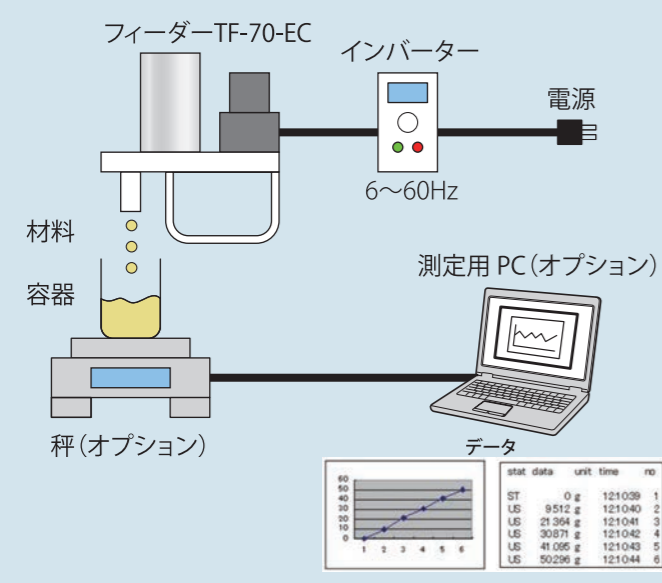 フィーダーTF-70-EC
インバーター
電源
6〜60Hz
材料
容器
測定用 PC(オプション)
秤(オプション)
データ
60
50
40
30
20
10
0
1 2 3 4 5 6
stat data unit time no
ST 0 g 12:10:39 1
US 9.512 g 12:10:40 2
US 21.364 g 12:10:41 3
US 30.871 g 12:10:42 4
US 41.095 g 12:10:43 5
US 50.296 g 12:10:44 6